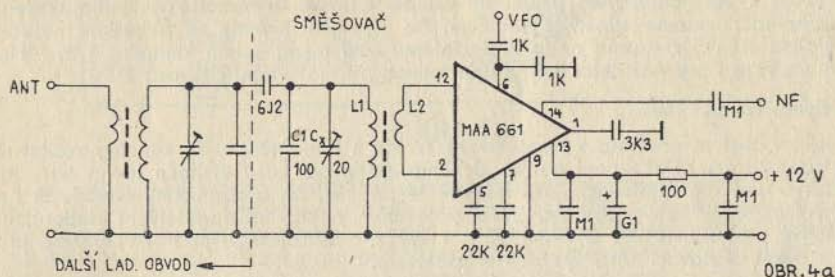 SMĚŠOVAČ
VFO
1K
1K
ANT
6J2
12
6
L1
L2
14
1
M1
NF
MAA 661
C1
Cx
3K3
13
100
20
2
9
7
5
100
+12 V
+
M1
G1
M1
22K
22K
DALŠÍ LAD. OBVOD
OBR. 4a